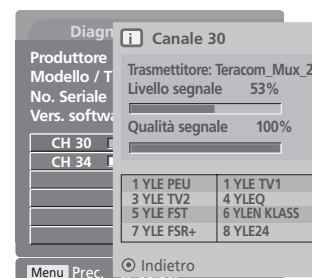 Diagn
Produttore
Modello / T
No. Seriale
Vers. softwa
CH 30
CH 34
Menu Prec.
i Canale 30
Trasmettitore: Teracom_Mux_2
Livello segnale 53%
Qualità segnale 100%
1 YLE PEU 1 YLE TV1
3 YLE TV2 4 YLEQ
5 YLE FST 6 YLEN KLASS
7 YLE FSR+ 8 YLE24
Indietro